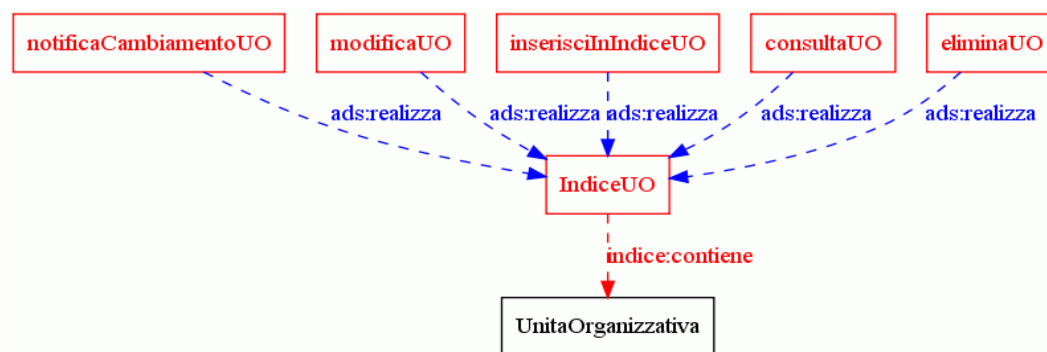 notificaCambiamentoUO
modificaUO
inserisciInIndiceUO
consultaUO
eliminaUO
ads:realizza
ads:realizza
ads:realizza
ads:realizza
ads:realizza
IndiceUO
indice:contiene
UnitaOrganizzativa